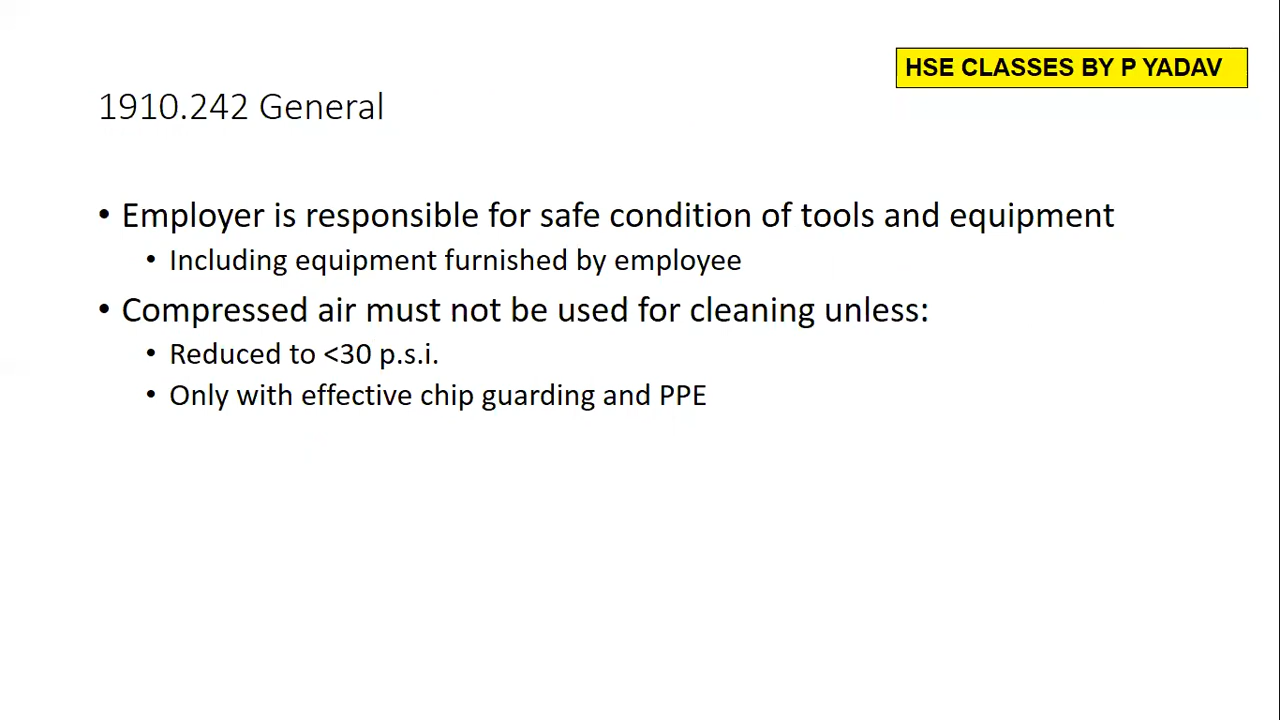 HSE CLASSES BY P YADAV
1910.242 General
• Employer is responsible for safe condition of tools and equipment
• Including equipment furnished by employee
• Compressed air must not be used for cleaning unless:
• Reduced to <30 p.s.i.
• Only with effective chip guarding and PPE